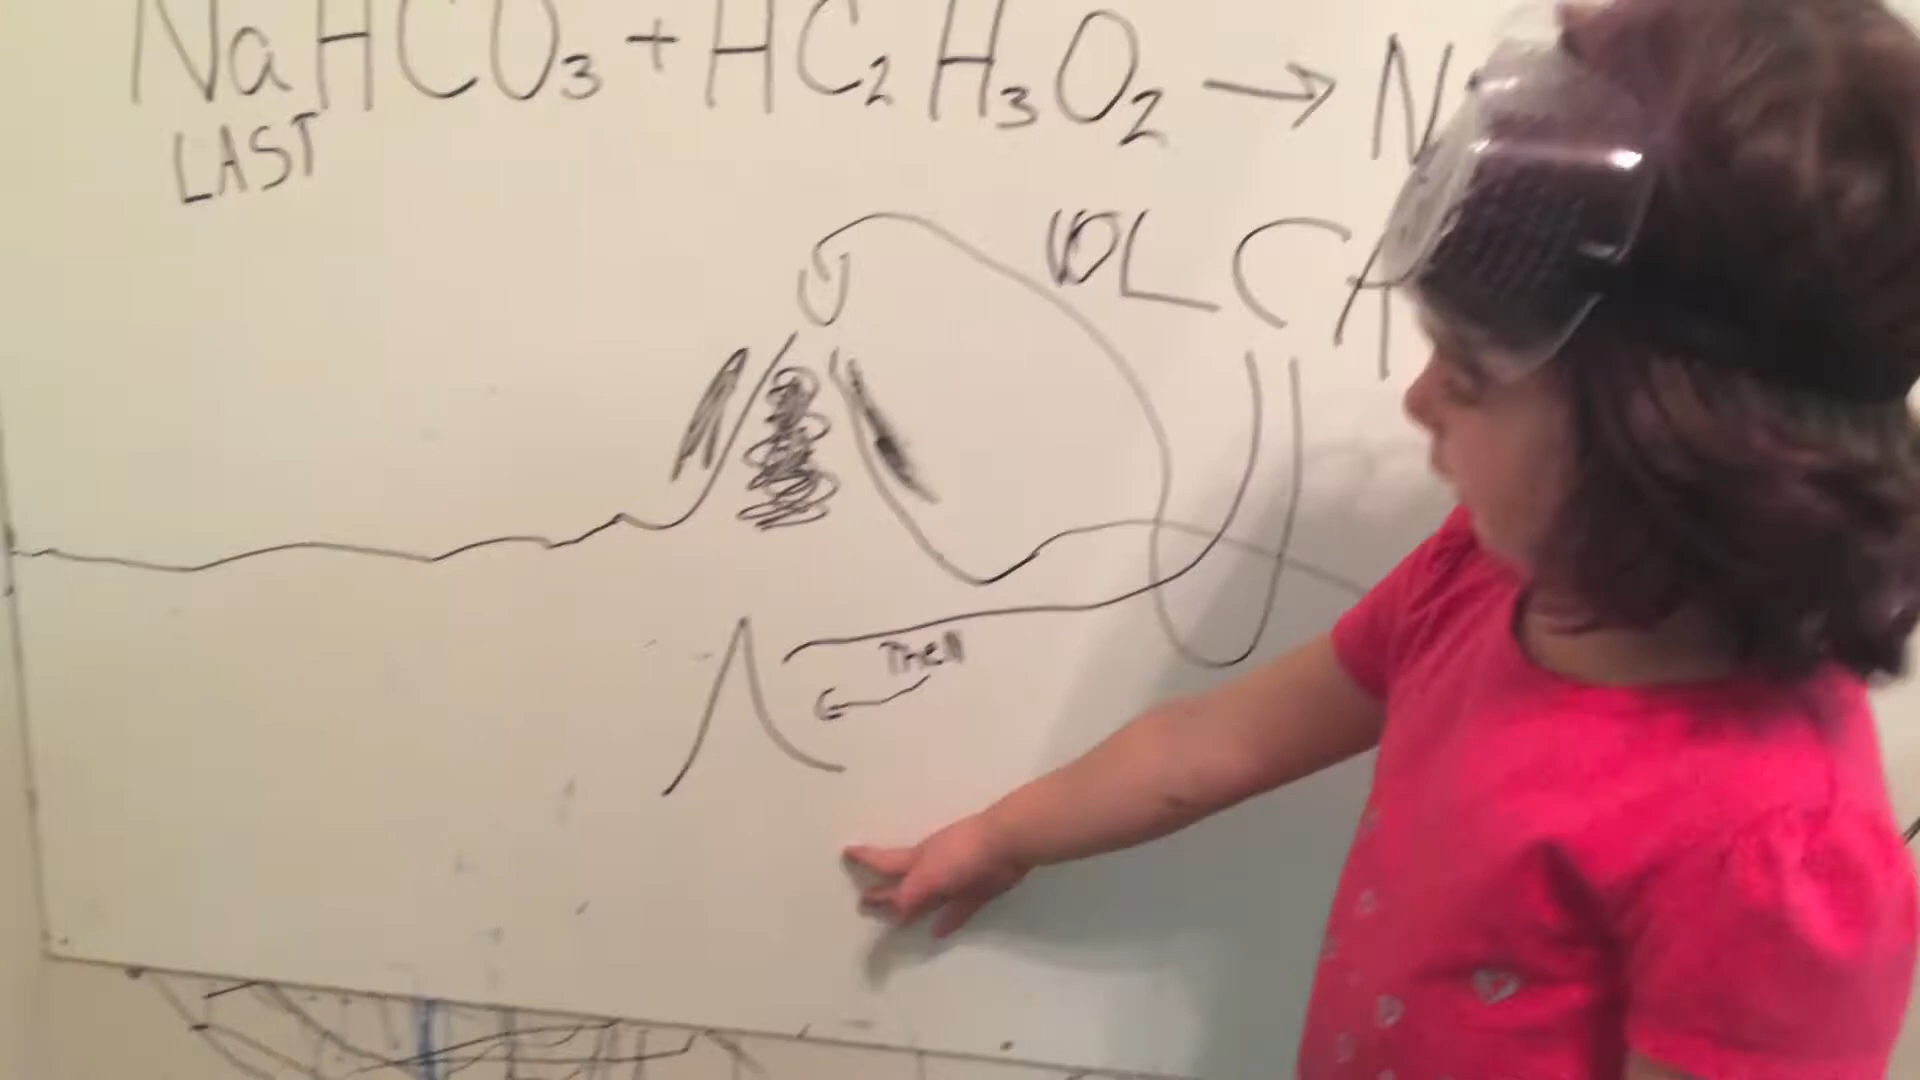 NaHCO₃ + HC₂H₃O₂ → N
LAST
VOLCA
Then